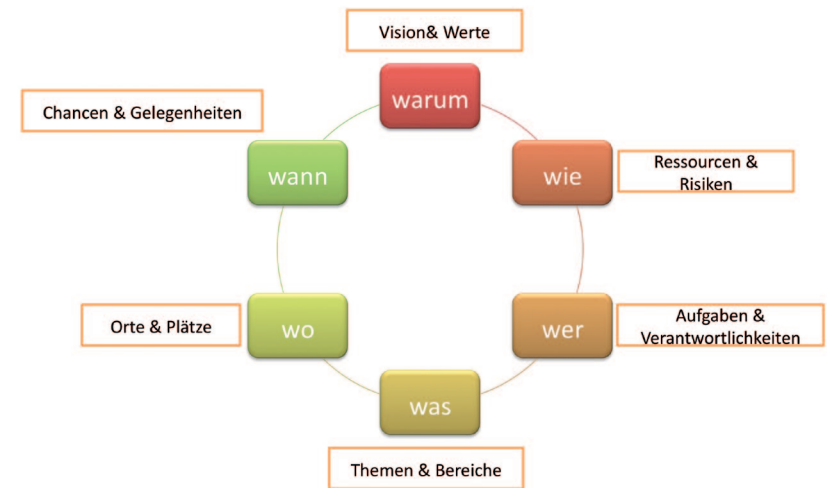 Vision& Werte
warum
Chancen & Gelegenheiten
wann
wie
Ressourcen &
Risiken
Orte & Plätze
wo
wer
Aufgaben &
Verantwortlichkeiten
was
Themen & Bereiche